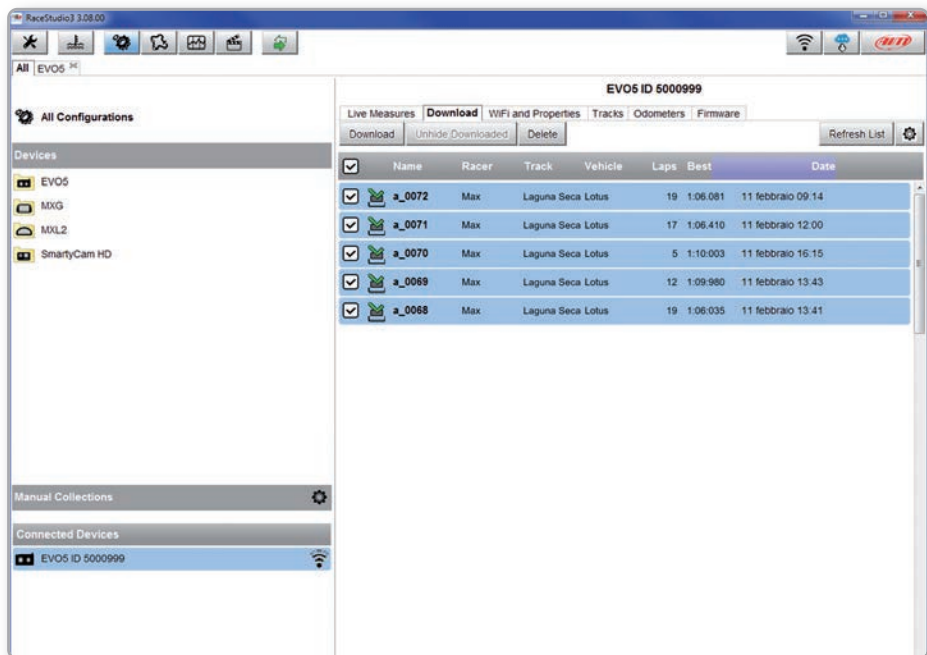 RaceStudio3 3.08.00
AiM
All EVO5
EVO5 ID 5000999
All Configurations
Live Measures Download WiFi and Properties Tracks Odometers Firmware
Download Unhide Downloaded Delete Refresh List
Devices
Name Racer Track Vehicle Laps Best Date
EVO5
MXG
MXL2
SmartyCam HD
a_0072 Max Laguna Seca Lotus 19 1:06.081 11 febbraio 09.14
a_0071 Max Laguna Seca Lotus 17 1:06.410 11 febbraio 12:00
a_0070 Max Laguna Seca Lotus 5 1:10:003 11 febbraio 16:15
a_0069 Max Laguna Seca Lotus 12 1:09:980 11 febbraio 13:43
a_0068 Max Laguna Seca Lotus 19 1:06:035 11 febbraio 13:41
Manual Collections
Connected Devices
EVO5 ID 5000999